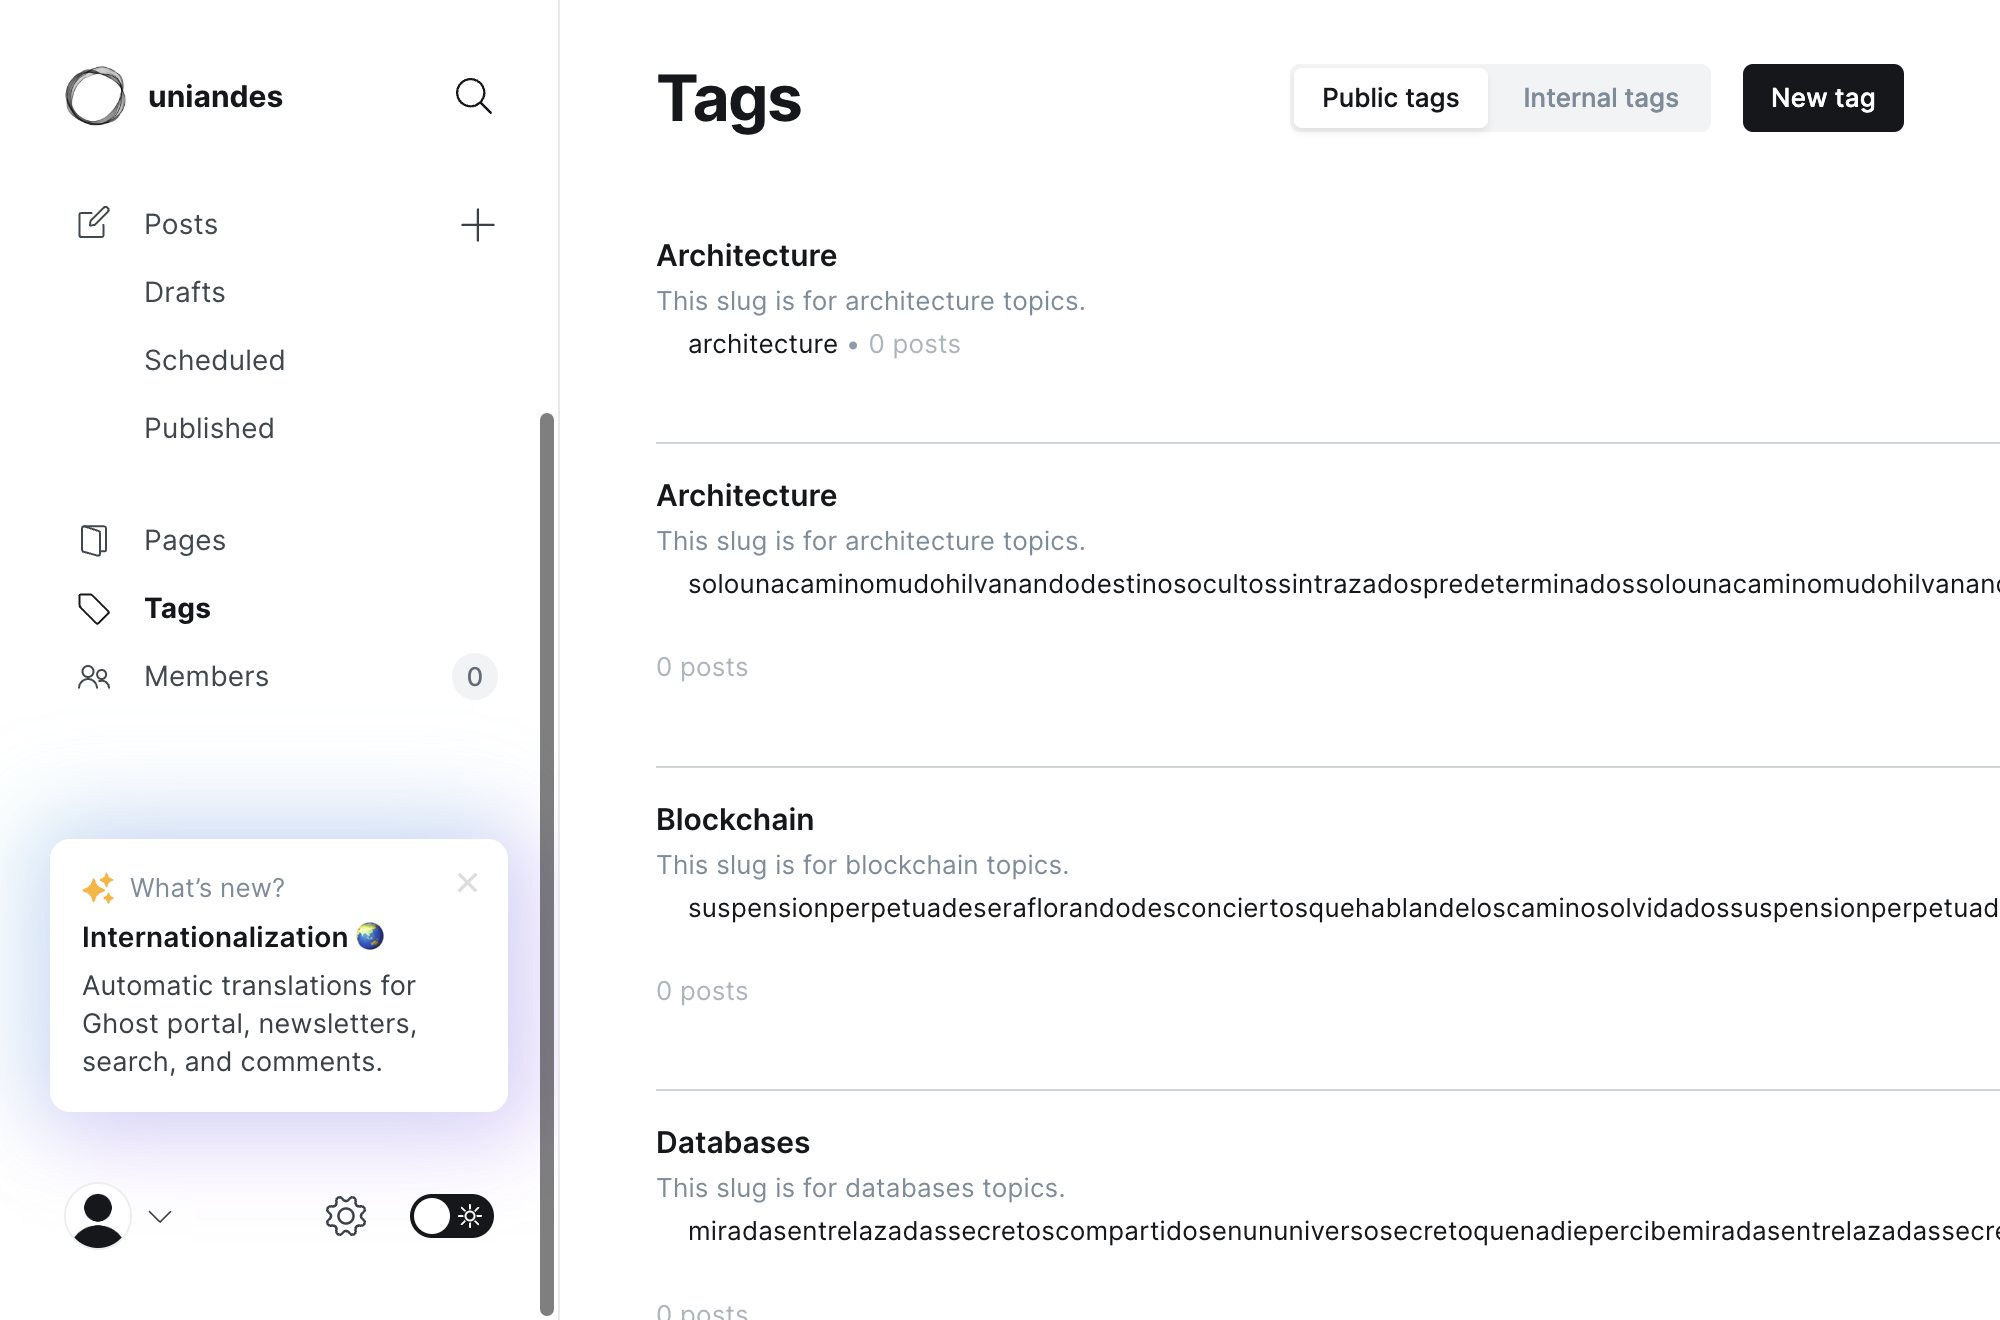 uniandes
Posts
Drafts
Scheduled
Published
Pages
Tags
Members
0
What’s new?
Internationalization
Automatic translations for
Ghost portal, newsletters,
search, and comments.
Tags
Public tags
Internal tags
New tag
Architecture
This slug is for architecture topics.
architecture • 0 posts
Architecture
This slug is for architecture topics.
solounacaminomudohilvanandodestinosocultossintrazadospredeterminadossolounacaminomudohilvanand
0 posts
Blockchain
This slug is for blockchain topics.
suspensionperpetuadeseraflorandodesconciertosquehablandeloscaminosolvidadossuspensionperpetuad
0 posts
Databases
This slug is for databases topics.
miradasentrelazadassecretoscompartidosenununiversosecretoquenadiepercibemiradasentrelazadassecre
0 posts